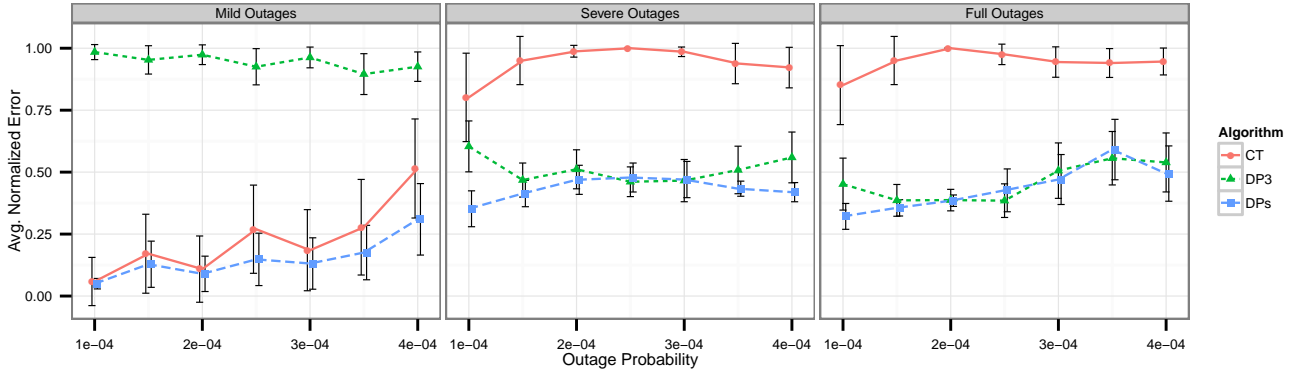 Mild Outages
Severe Outages
Full Outages
Avg. Normalized Error
1.00
0.75
0.50
0.25
0.00
1e−04 2e−04 3e−04 4e−04
1e−04 2e−04 3e−04 4e−04
1e−04 2e−04 3e−04 4e−04
Outage Probability
Algorithm
CT
DP3
DPs